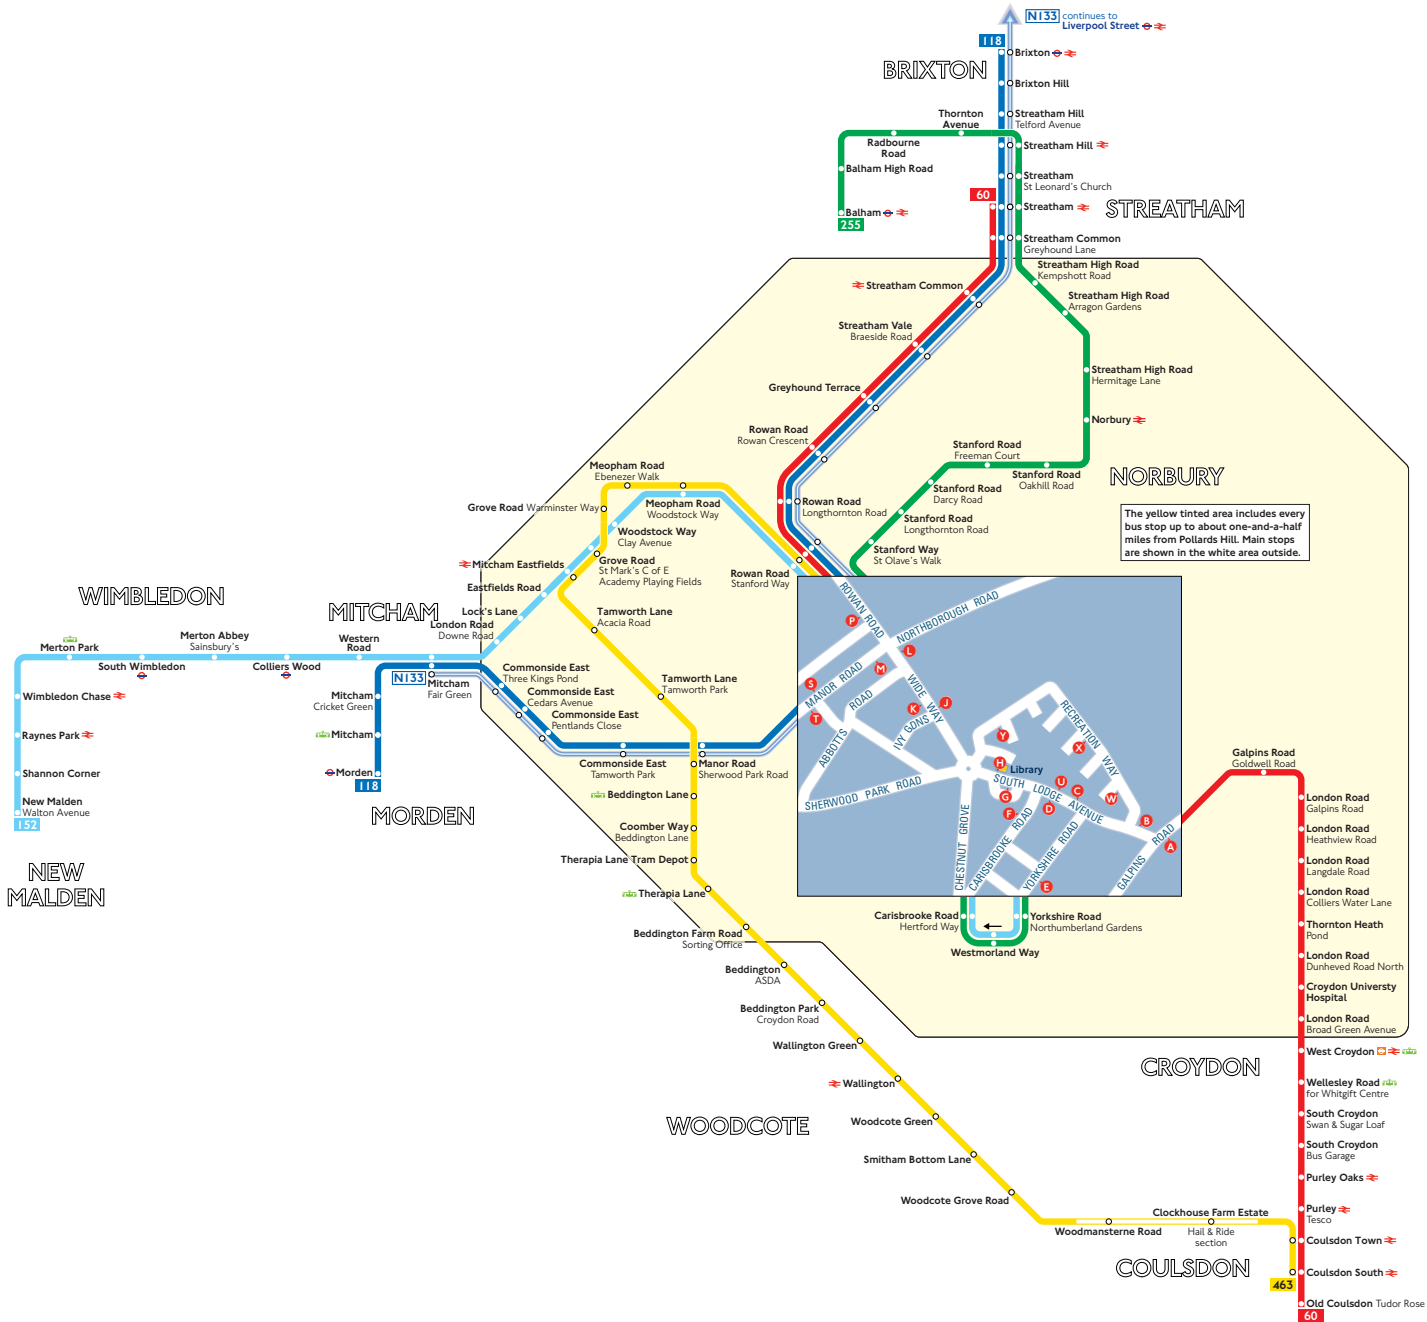 N133 continues to
Liverpool Street
118
Brixton
BRIXTON
Brixton Hill
Streatham Hill
Telford Avenue
Thornton
Avenue
Radbourne
Road
Streatham Hill
Balham High Road
Streatham
St Leonard's Church
60
Streatham
STREATHAM
Balham
255
Streatham Common
Greyhound Lane
Streatham High Road
Kempshott Road
Streatham Common
Streatham High Road
Arragon Gardens
Streatham Vale
Braeside Road
Streatham High Road
Hermitage Lane
Greyhound Terrace
Norbury
Rowan Road
Rowan Crescent
Stanford Road
Freeman Court
Stanford Road
Oakhill Road
NORBURY
Meopham Road
Ebenezer Walk
Stanford Road
Darcy Road
Meopham Road
Woodstock Way
Rowan Road
Longthornton Road
Grove Road Warminster Way
Stanford Road
Longthornton Road
The yellow tinted area includes every
bus stop up to about one-and-a-half
miles from Pollards Hill. Main stops
are shown in the white area outside.
Woodstock Way
Clay Avenue
Stanford Way
St Olave's Walk
Mitcham Eastfields
Grove Road
St Mark's C of E
Academy Playing Fields
Rowan Road
Stanford Way
Eastfields Road
WIMBLEDON
MITCHAM
Lock's Lane
London Road
Downe Road
Tamworth Lane
Acacia Road
Merton Park
Merton Abbey
Sainsbury's
Western
Road
South Wimbledon
Colliers Wood
N133
Mitcham
Fair Green
Commonside East
Three Kings Pond
Commonside East
Cedars Avenue
Commonside East
Pentlands Close
Tamworth Lane
Tamworth Park
Wimbledon Chase
Mitcham
Cricket Green
Raynes Park
Mitcham
Shannon Corner
Morden
118
MORDEN
New Malden
Walton Avenue
152
NEW
MALDEN
Commonside East
Tamworth Park
Manor Road
Sherwood Park Road
Beddington Lane
Coomber Way
Beddington Lane
Therapia Lane Tram Depot
Therapia Lane
ROWAN ROAD
NORTHBOROUGH ROAD
P
L
M
S
T
MANOR ROAD
WIDE WAY
K
J
ABBOTTS ROAD
IVY GDNS
RECREATION WAY
Y
X
H
Library
SHERWOOD PARK ROAD
SOUTH LODGE AVENUE
U
C
W
G
F
D
B
A
E
CHESTNUT GROVE
CARISBROOKE ROAD
YORKSHIRE ROAD
GALPINS ROAD
Galpins Road
Goldwell Road
London Road
Galpins Road
London Road
Heathview Road
London Road
Langdale Road
London Road
Colliers Water Lane
Thornton Heath
Pond
London Road
Dunheved Road North
Croydon Universty
Hospital
London Road
Broad Green Avenue
Carisbrooke Road
Hertford Way
Yorkshire Road
Northumberland Gardens
Westmorland Way
Beddington Farm Road
Sorting Office
Beddington
ASDA
Beddington Park
Croydon Road
Wallington Green
Wallington
Woodcote Green
WOODCOTE
Smitham Bottom Lane
Woodcote Grove Road
CROYDON
West Croydon
Wellesley Road
for Whitgift Centre
South Croydon
Swan & Sugar Loaf
South Croydon
Bus Garage
Purley Oaks
Purley
Tesco
Clockhouse Farm Estate
Woodmansterne Road
Hail & Ride
section
Coulsdon Town
COULSDON
Coulsdon South
463
Old Coulsdon Tudor Rose
60